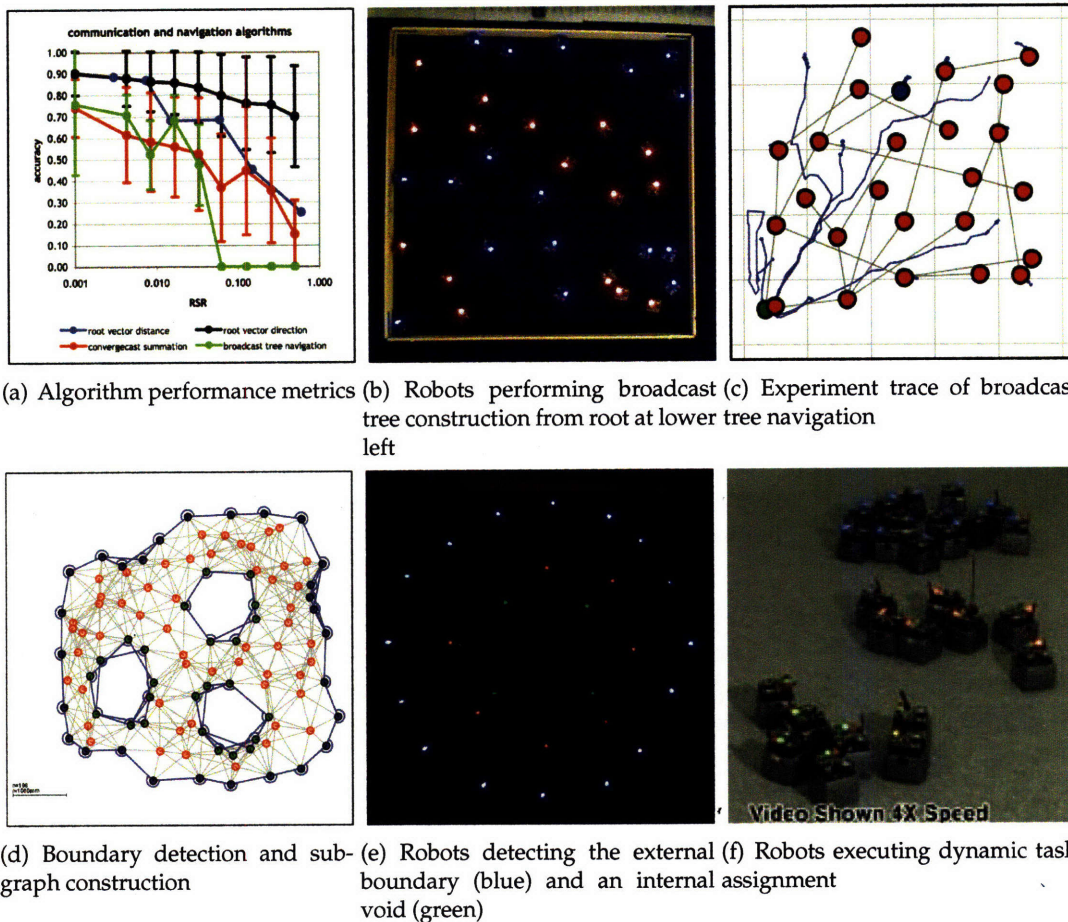 communication and navigation algorithms
1.00
0.90
0.80
0.70
0.60
0.50
0.40
0.30
0.20
0.10
0.00
accuracy
0.001
0.010
0.100
1.000
RSR
root vector distance
root vector direction
convergecast summation
broadcast tree navigation
(a) Algorithm performance metrics
(b) Robots performing broadcast
tree construction from root at lower
left
(c) Experiment trace of broadcas
tree navigation
(d) Boundary detection and sub-
graph construction
(e) Robots detecting the external
boundary (blue) and an internal
void (green)
Video Shown 4X Speed
(f) Robots executing dynamic task
assignment